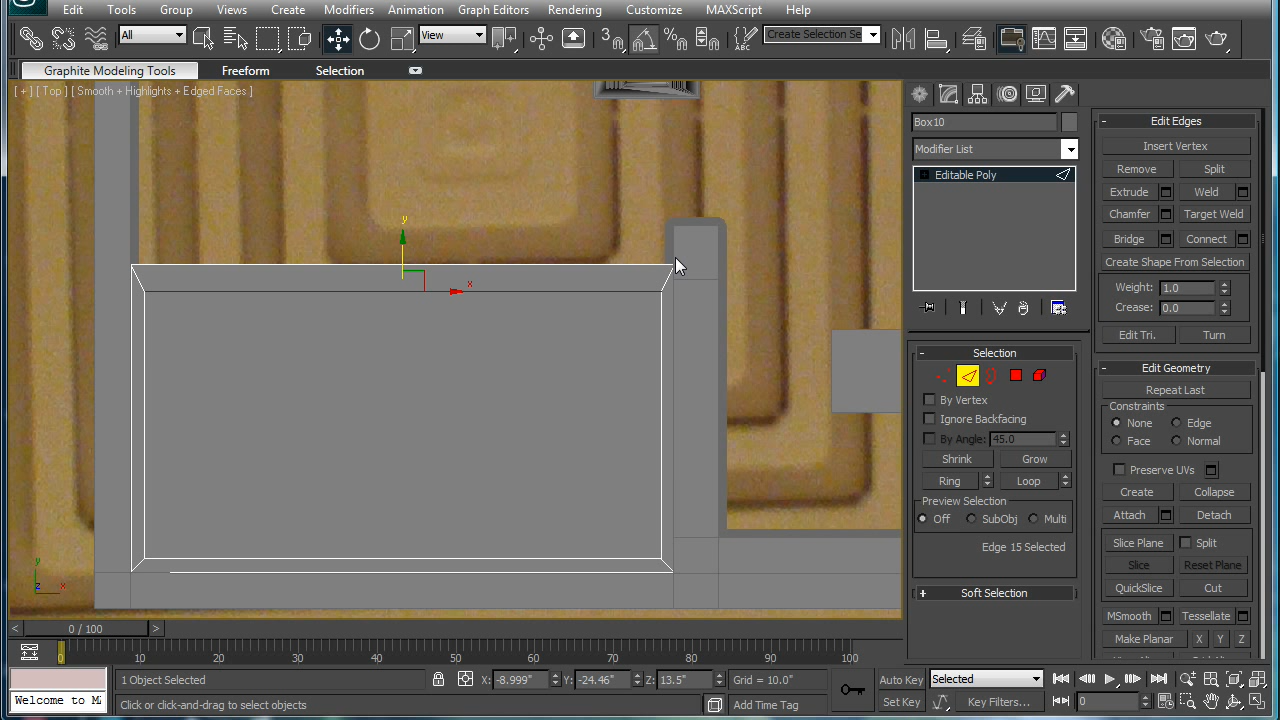 Edit Tools Group Views Create Modifiers Animation Graph Editors Rendering Customize MAXScript Help
All View Create Selection Se
Graphite Modeling Tools Freeform Selection
[ + ] [ Top ] [ Smooth + Highlights + Edged Faces ]
y
x
y
z x
Box10
Modifier List
Editable Poly
Selection
By Vertex
Ignore Backfacing
By Angle: 45.0
Shrink Grow
Ring Loop
Preview Selection
Off SubObj Multi
Edge 15 Selected
Soft Selection
Edit Edges
Insert Vertex
Remove Split
Extrude Weld
Chamfer Target Weld
Bridge Connect
Create Shape From Selection
Weight: 1.0
Crease: 0.0
Edit Tri. Turn
Edit Geometry
Repeat Last
Constraints
None Edge
Face Normal
Preserve UVs
Create Collapse
Attach Detach
Slice Plane Split
Slice Reset Plane
QuickSlice Cut
MSmooth Tessellate
Make Planar X Y Z
< 0 / 100 >
0 10 20 30 40 50 60 70 80 90 100
1 Object Selected X: -8.999" Y: -24.46" Z: 13.5" Grid = 10.0" Auto Key Selected
Welcome to M
Click or click-and-drag to select objects Add Time Tag Set Key Key Filters... 0